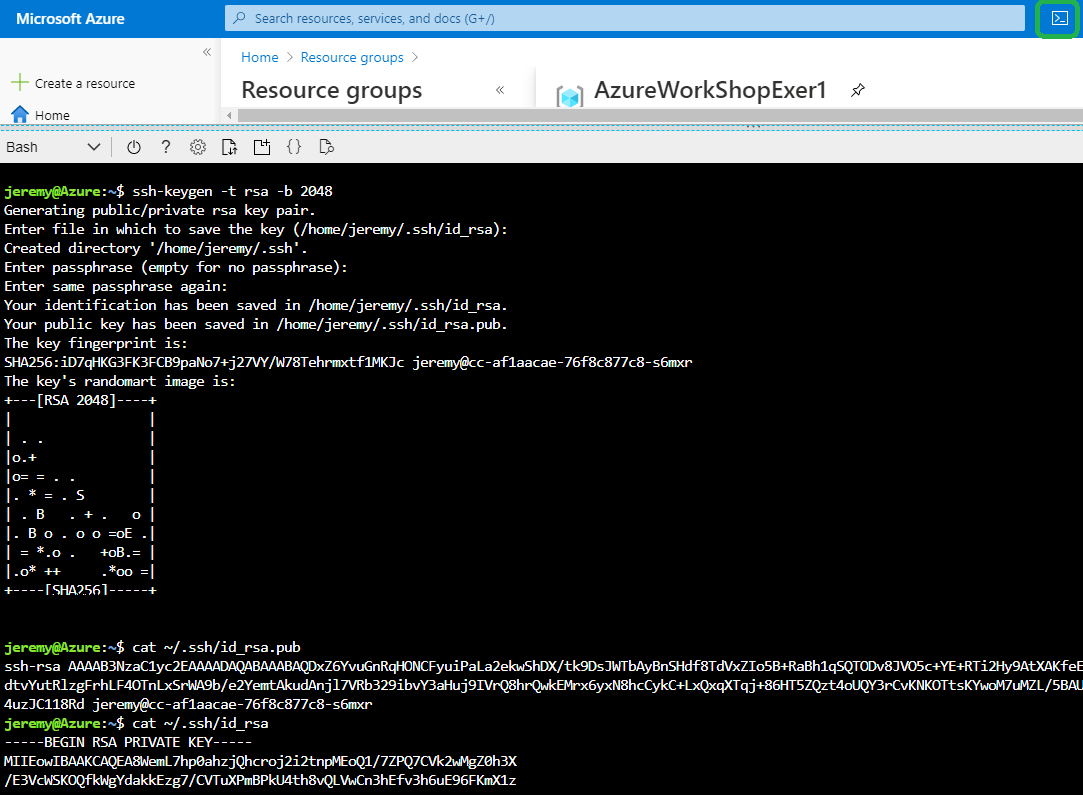 Microsoft Azure
Search resources, services, and docs (G+/)
«
Create a resource
Home
Home > Resource groups >
Resource groups
«
AzureWorkShopExer1
Bash
?
{}
jeremy@Azure:~$ ssh-keygen -t rsa -b 2048
Generating public/private rsa key pair.
Enter file in which to save the key (/home/jeremy/.ssh/id_rsa):
Created directory '/home/jeremy/.ssh'.
Enter passphrase (empty for no passphrase):
Enter same passphrase again:
Your identification has been saved in /home/jeremy/.ssh/id_rsa.
Your public key has been saved in /home/jeremy/.ssh/id_rsa.pub.
The key fingerprint is:
SHA256:iD7qHKG3FK3FCB9paNo7+j27VY/W78Tehrmxtf1MKJc jeremy@cc-af1aacae-76f8c877c8-s6mxr
The key's randomart image is:
+---[RSA 2048]----+
|                 |
| . .             |
|o.+              |
|o= = . .         |
|. * = . S        |
| . B   . + .   o |
|. B o . o o =oE .|
| = *.o .   +oB.= |
|.o* ++     .*oo =|
+----[SHA256]-----+
jeremy@Azure:~$ cat ~/.ssh/id_rsa.pub
ssh-rsa AAAAB3NzaC1yc2EAAAADAQABAAABAQDxZ6YvuGnRqHONCFyuiPaLa2ekwShDX/tk9DsJWTbAyBnSHdf8TdVxZIo5B+RaBh1qSQTODv8JVO5c+YE+RTi2Hy9AtXAKfeE
dtvYutRlzgFrhLF4OTnLxSrWA9b/e2YemtAkudAnjl7VRb329ibvY3aHuj9IVrQ8hrQwkEMrx6yxN8hcCykC+LxQxqXTqj+86HT5ZQzt4oUQY3rCvKNKOTtsKYwoM7uMZL/5BAU
4uzJC118Rd jeremy@cc-af1aacae-76f8c877c8-s6mxr
jeremy@Azure:~$ cat ~/.ssh/id_rsa
-----BEGIN RSA PRIVATE KEY-----
MIIEowIBAAKCAQEA8WemL7hp0ahzjQhcroj2i2tnpMEoQ1/7ZPQ7CVk2wMgZ0h3X
/E3VcWSKOQfkWgYdakkEzg7/CVTuXPmBPkU4th8vQLVwCn3hEfv3h6uE96FKmX1z